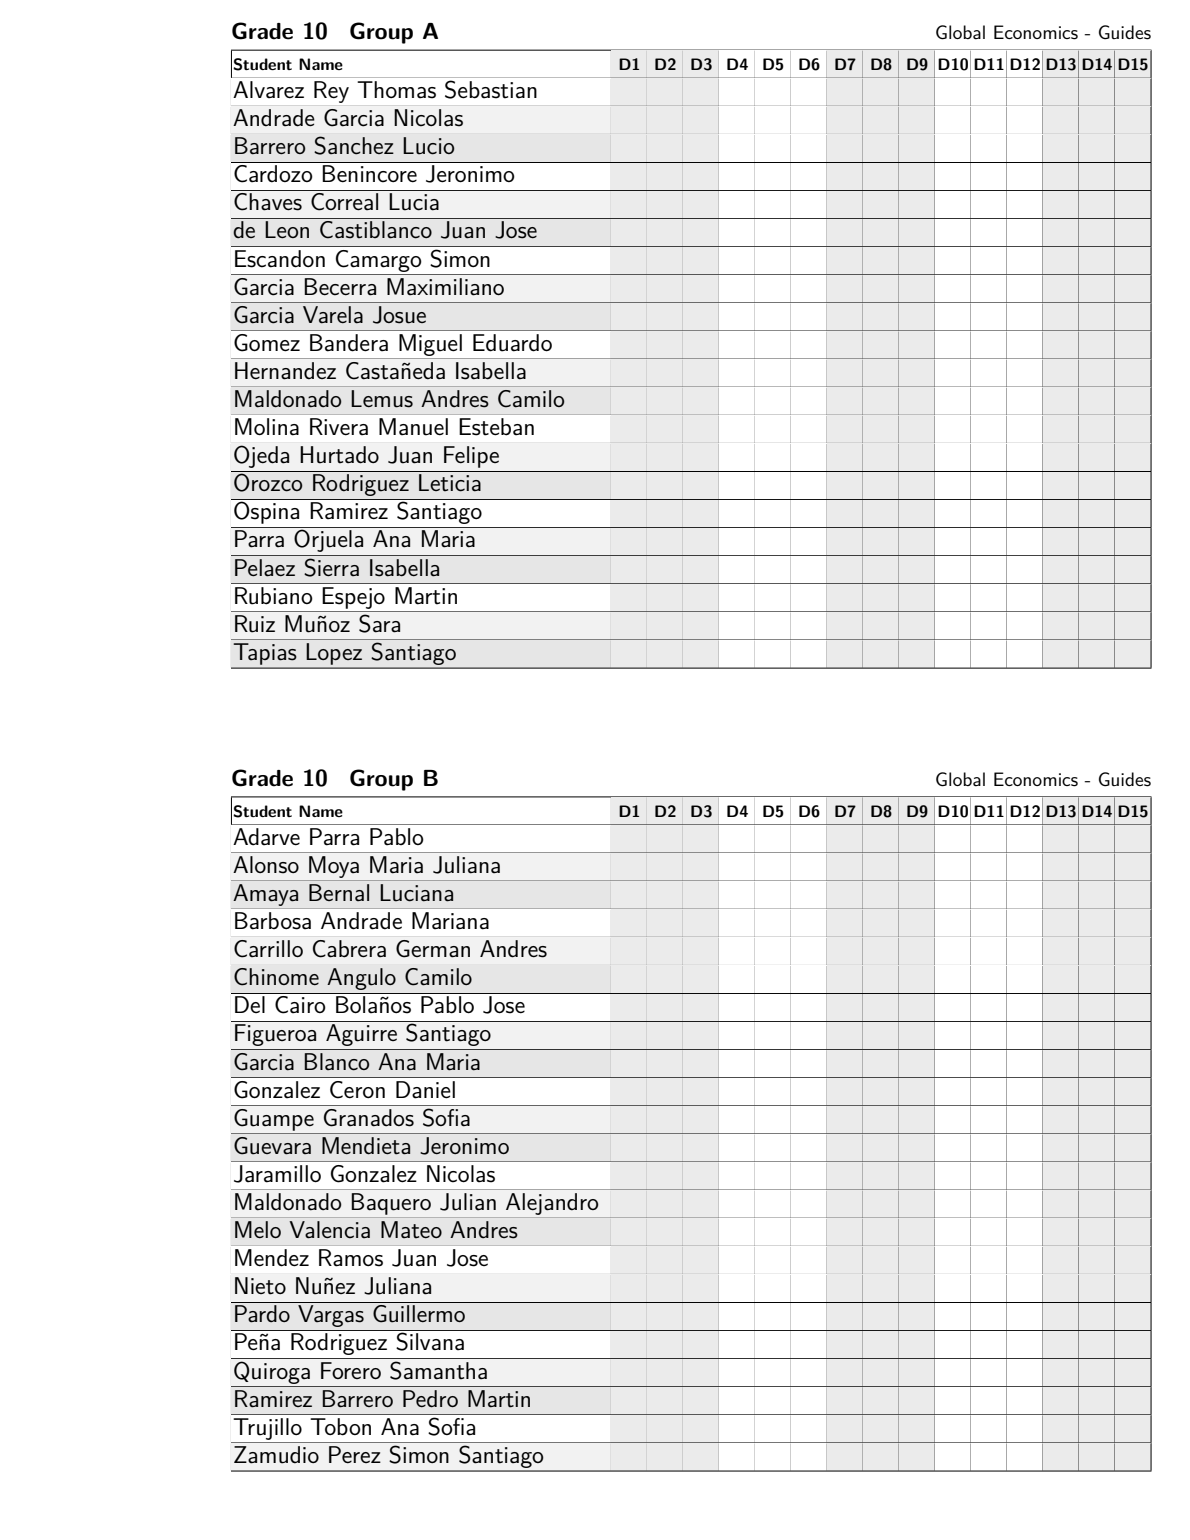 Grade 10 Group A Global Economics - Guides
Student Name D1 D2 D3 D4 D5 D6 D7 D8 D9 D10 D11 D12 D13 D14 D15
Alvarez Rey Thomas Sebastian
Andrade Garcia Nicolas
Barrero Sanchez Lucio
Cardozo Benincore Jeronimo
Chaves Correal Lucia
de Leon Castiblanco Juan Jose
Escandon Camargo Simon
Garcia Becerra Maximiliano
Garcia Varela Josue
Gomez Bandera Miguel Eduardo
Hernandez Castañeda Isabella
Maldonado Lemus Andres Camilo
Molina Rivera Manuel Esteban
Ojeda Hurtado Juan Felipe
Orozco Rodriguez Leticia
Ospina Ramirez Santiago
Parra Orjuela Ana Maria
Pelaez Sierra Isabella
Rubiano Espejo Martin
Ruiz Muñoz Sara
Tapias Lopez Santiago
Grade 10 Group B Global Economics - Guides
Student Name D1 D2 D3 D4 D5 D6 D7 D8 D9 D10 D11 D12 D13 D14 D15
Adarve Parra Pablo
Alonso Moya Maria Juliana
Amaya Bernal Luciana
Barbosa Andrade Mariana
Carrillo Cabrera German Andres
Chinome Angulo Camilo
Del Cairo Bolaños Pablo Jose
Figueroa Aguirre Santiago
Garcia Blanco Ana Maria
Gonzalez Ceron Daniel
Guampe Granados Sofia
Guevara Mendieta Jeronimo
Jaramillo Gonzalez Nicolas
Maldonado Baquero Julian Alejandro
Melo Valencia Mateo Andres
Mendez Ramos Juan Jose
Nieto Nuñez Juliana
Pardo Vargas Guillermo
Peña Rodriguez Silvana
Quiroga Forero Samantha
Ramirez Barrero Pedro Martin
Trujillo Tobon Ana Sofia
Zamudio Perez Simon Santiago